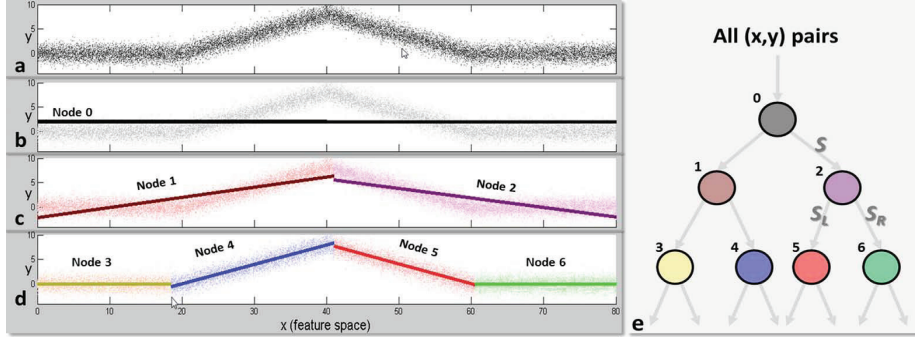 10
5
0
y
a
10
5
0
y
Node 0
b
10
5
0
y
Node 1
Node 2
c
10
5
0
y
Node 3
Node 4
Node 5
Node 6
d
0 10 20 30 40 50 60 70 80
x (feature space)
All (x,y) pairs
0
S
1
2
SL
SR
3
4
5
6
e